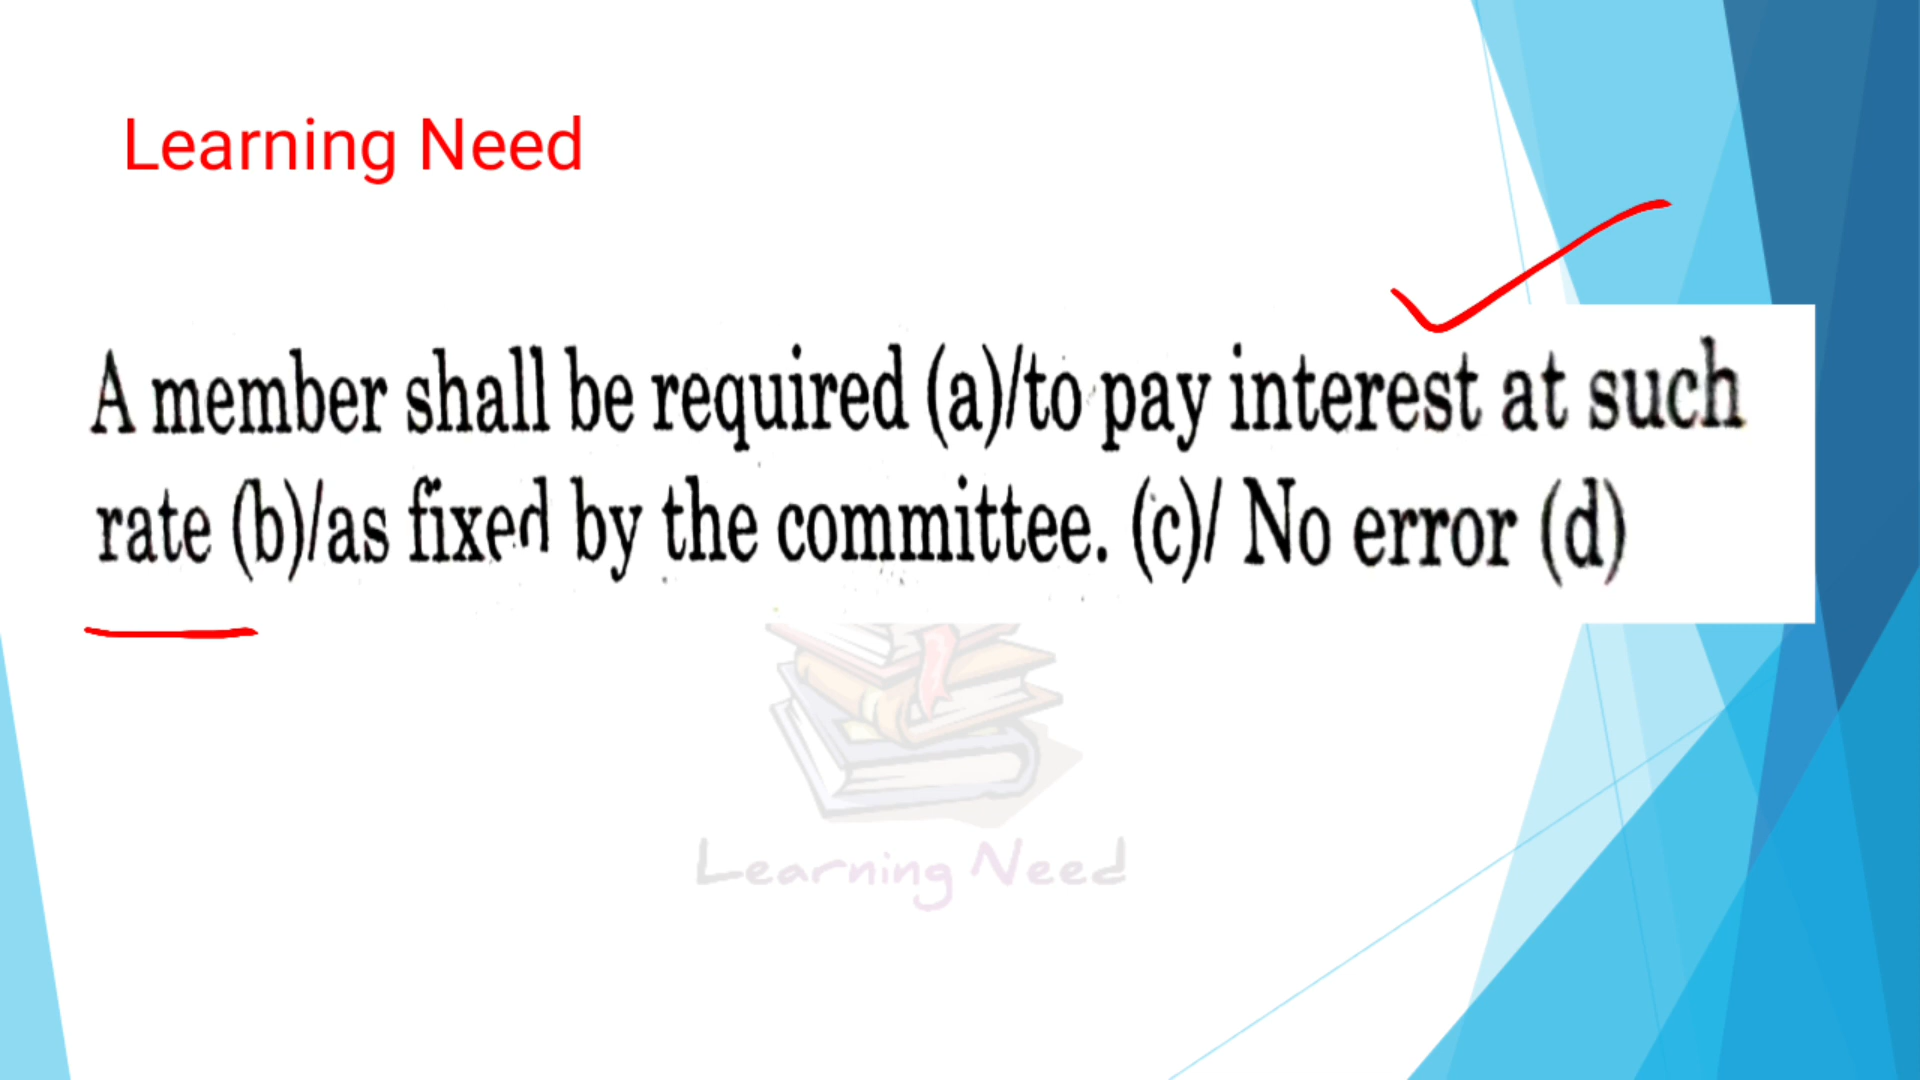 Learning Need
A member shall be required (a)/to pay interest at such
rate (b)/as fixed by the committee. (c)/ No error (d)
Learning Need